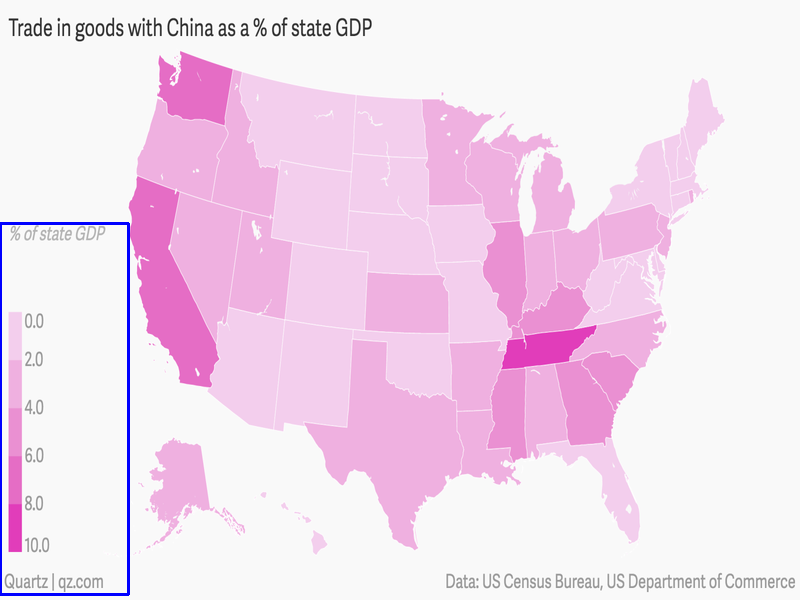 Trade in goods with China as a % of state GDP
% of state GDP
0.0
2.0
4.0
6.0
8.0
10.0
Quartz | qz.com
Data: US Census Bureau, US Department of Commerce